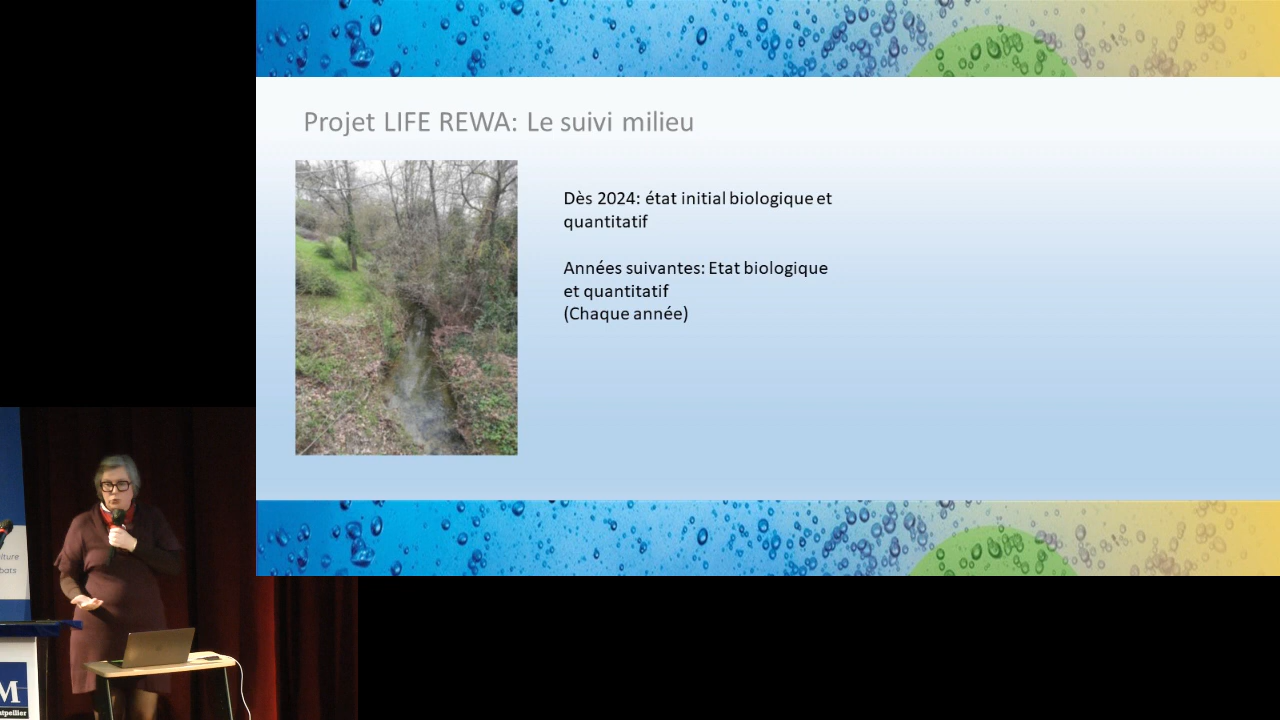 Projet LIFE REWA: Le suivi milieu
Dès 2024: état initial biologique et
quantitatif
Années suivantes: Etat biologique
et quantitatif
(Chaque année)
M